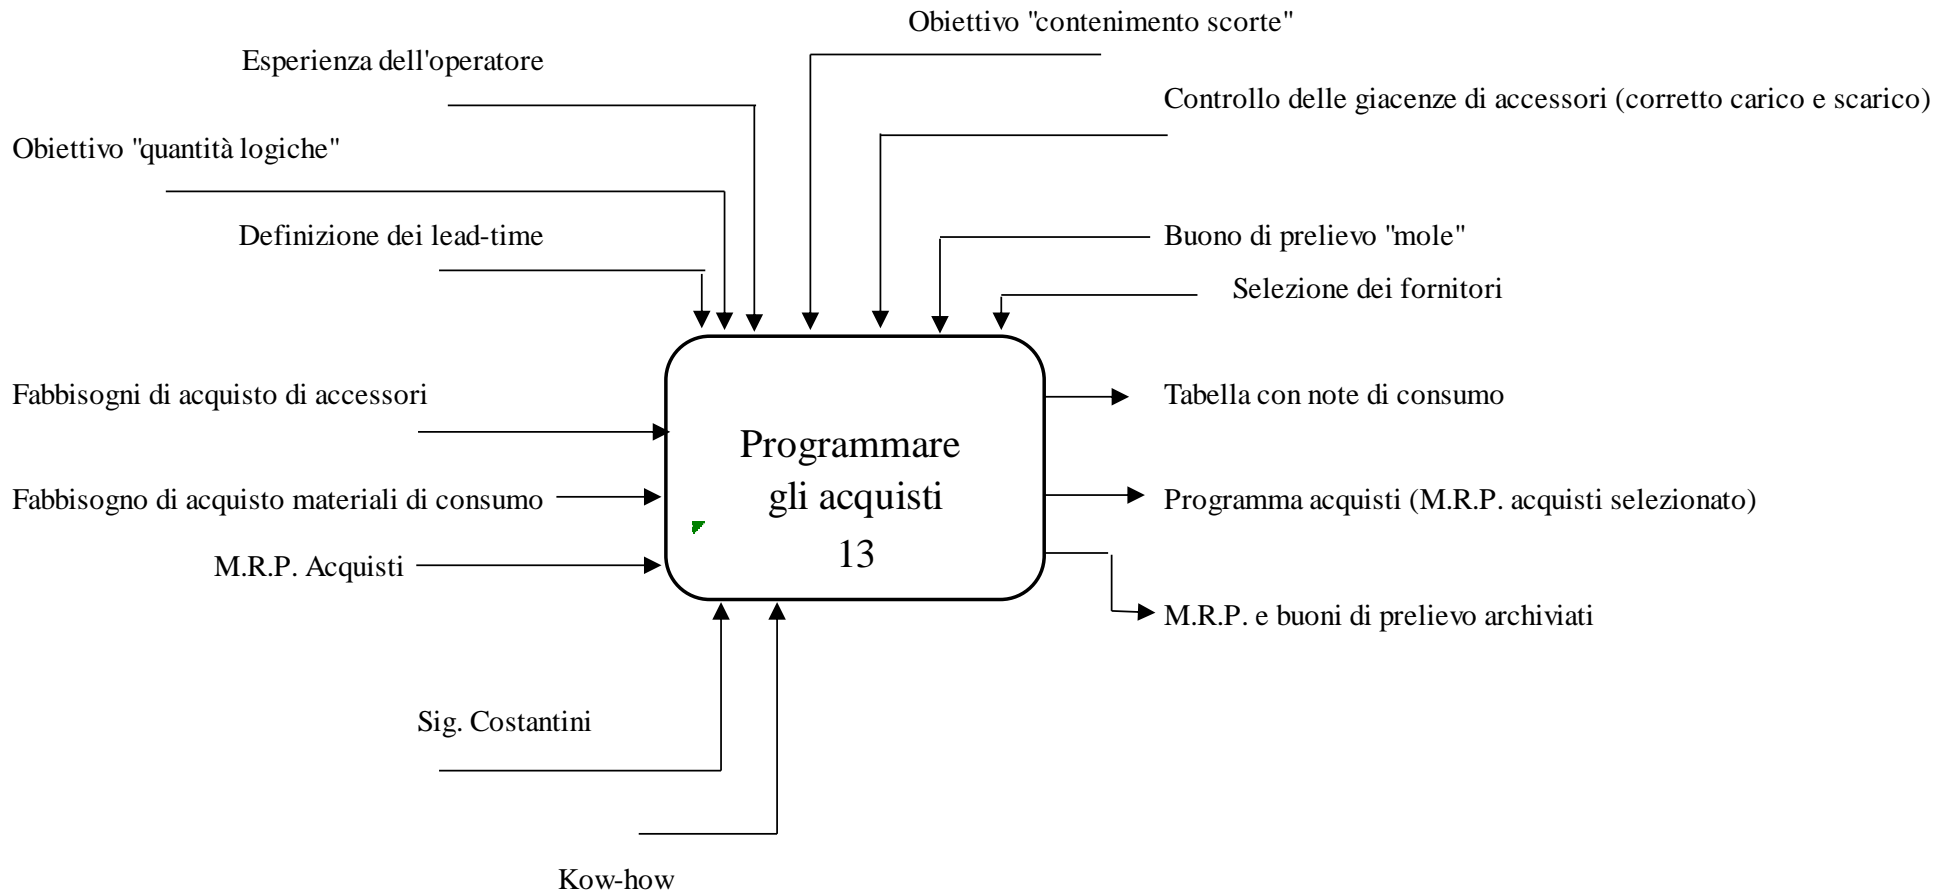 Obiettivo "contenimento scorte"
Esperienza dell'operatore
Controllo delle giacenze di accessori (corretto carico e scarico)
Obiettivo "quantità logiche"
Definizione dei lead-time
Buono di prelievo "mole"
Selezione dei fornitori
Fabbisogni di acquisto di accessori
Tabella con note di consumo
Programmare
gli acquisti
13
Fabbisogno di acquisto materiali di consumo
Programma acquisti (M.R.P. acquisti selezionato)
M.R.P. Acquisti
M.R.P. e buoni di prelievo archiviati
Sig. Costantini
Kow-how